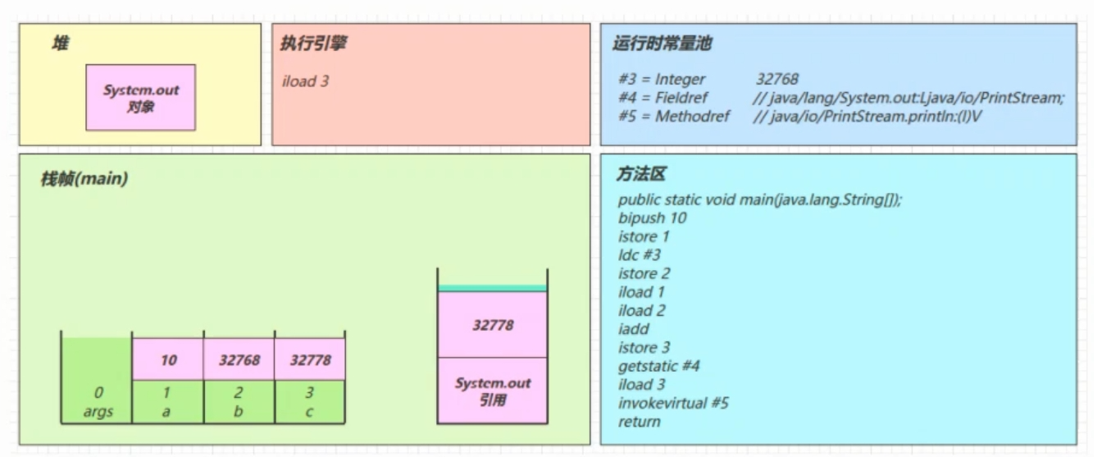 堆
System.out
对象
执行引擎
iload 3
运行时常量池
#3 = Integer 32768
#4 = Fieldref // java/lang/System.out:Ljava/io/PrintStream;
#5 = Methodref // java/io/PrintStream.println:(I)V
栈帧(main)
10 32768 32778
0 1 2 3
args a b c
32778
System.out
引用
方法区
public static void main(java.lang.String[]);
bipush 10
istore 1
ldc #3
istore 2
iload 1
iload 2
iadd
istore 3
getstatic #4
iload 3
invokevirtual #5
return